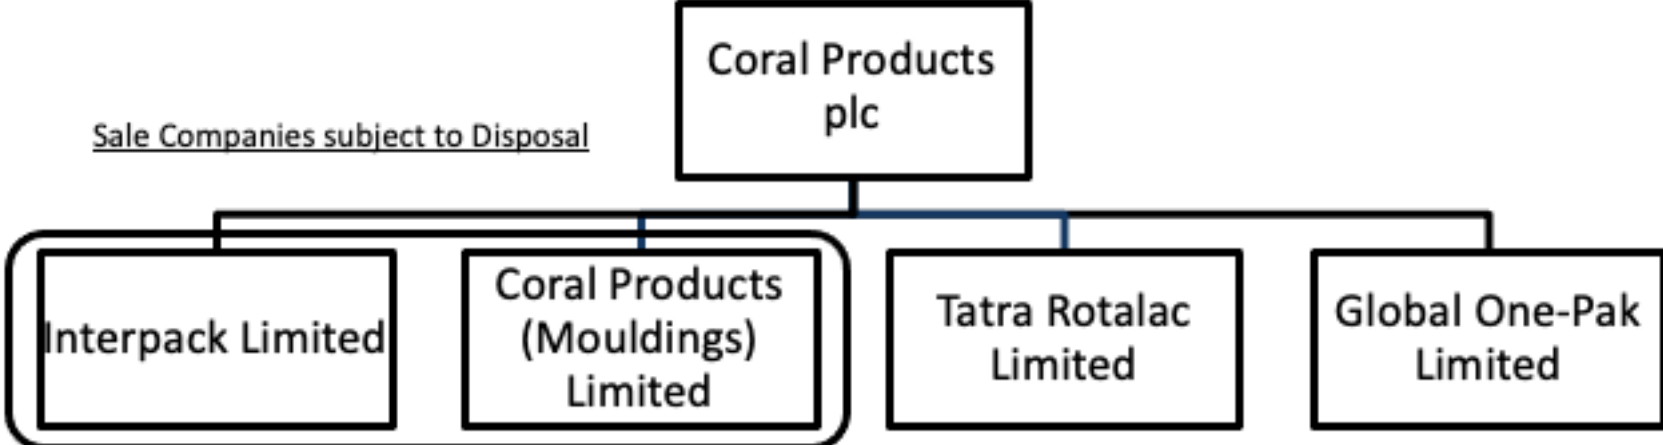 Coral Products
plc
Sale Companies subject to Disposal
Interpack Limited
Coral Products
(Mouldings)
Limited
Tatra Rotalac
Limited
Global One-Pak
Limited